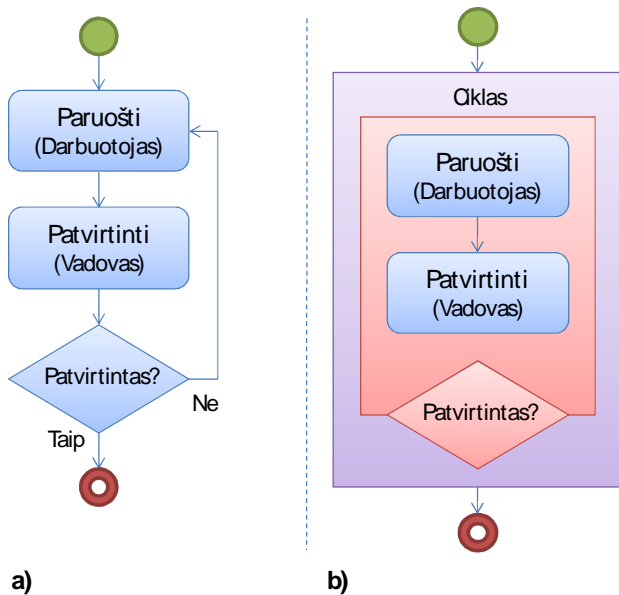 Paruošti
(Darbuotojas)
Patvirtinti
(Vadovas)
Patvirtintas?
Ne
Taip
a)
Ciklas
Paruošti
(Darbuotojas)
Patvirtinti
(Vadovas)
Patvirtintas?
b)